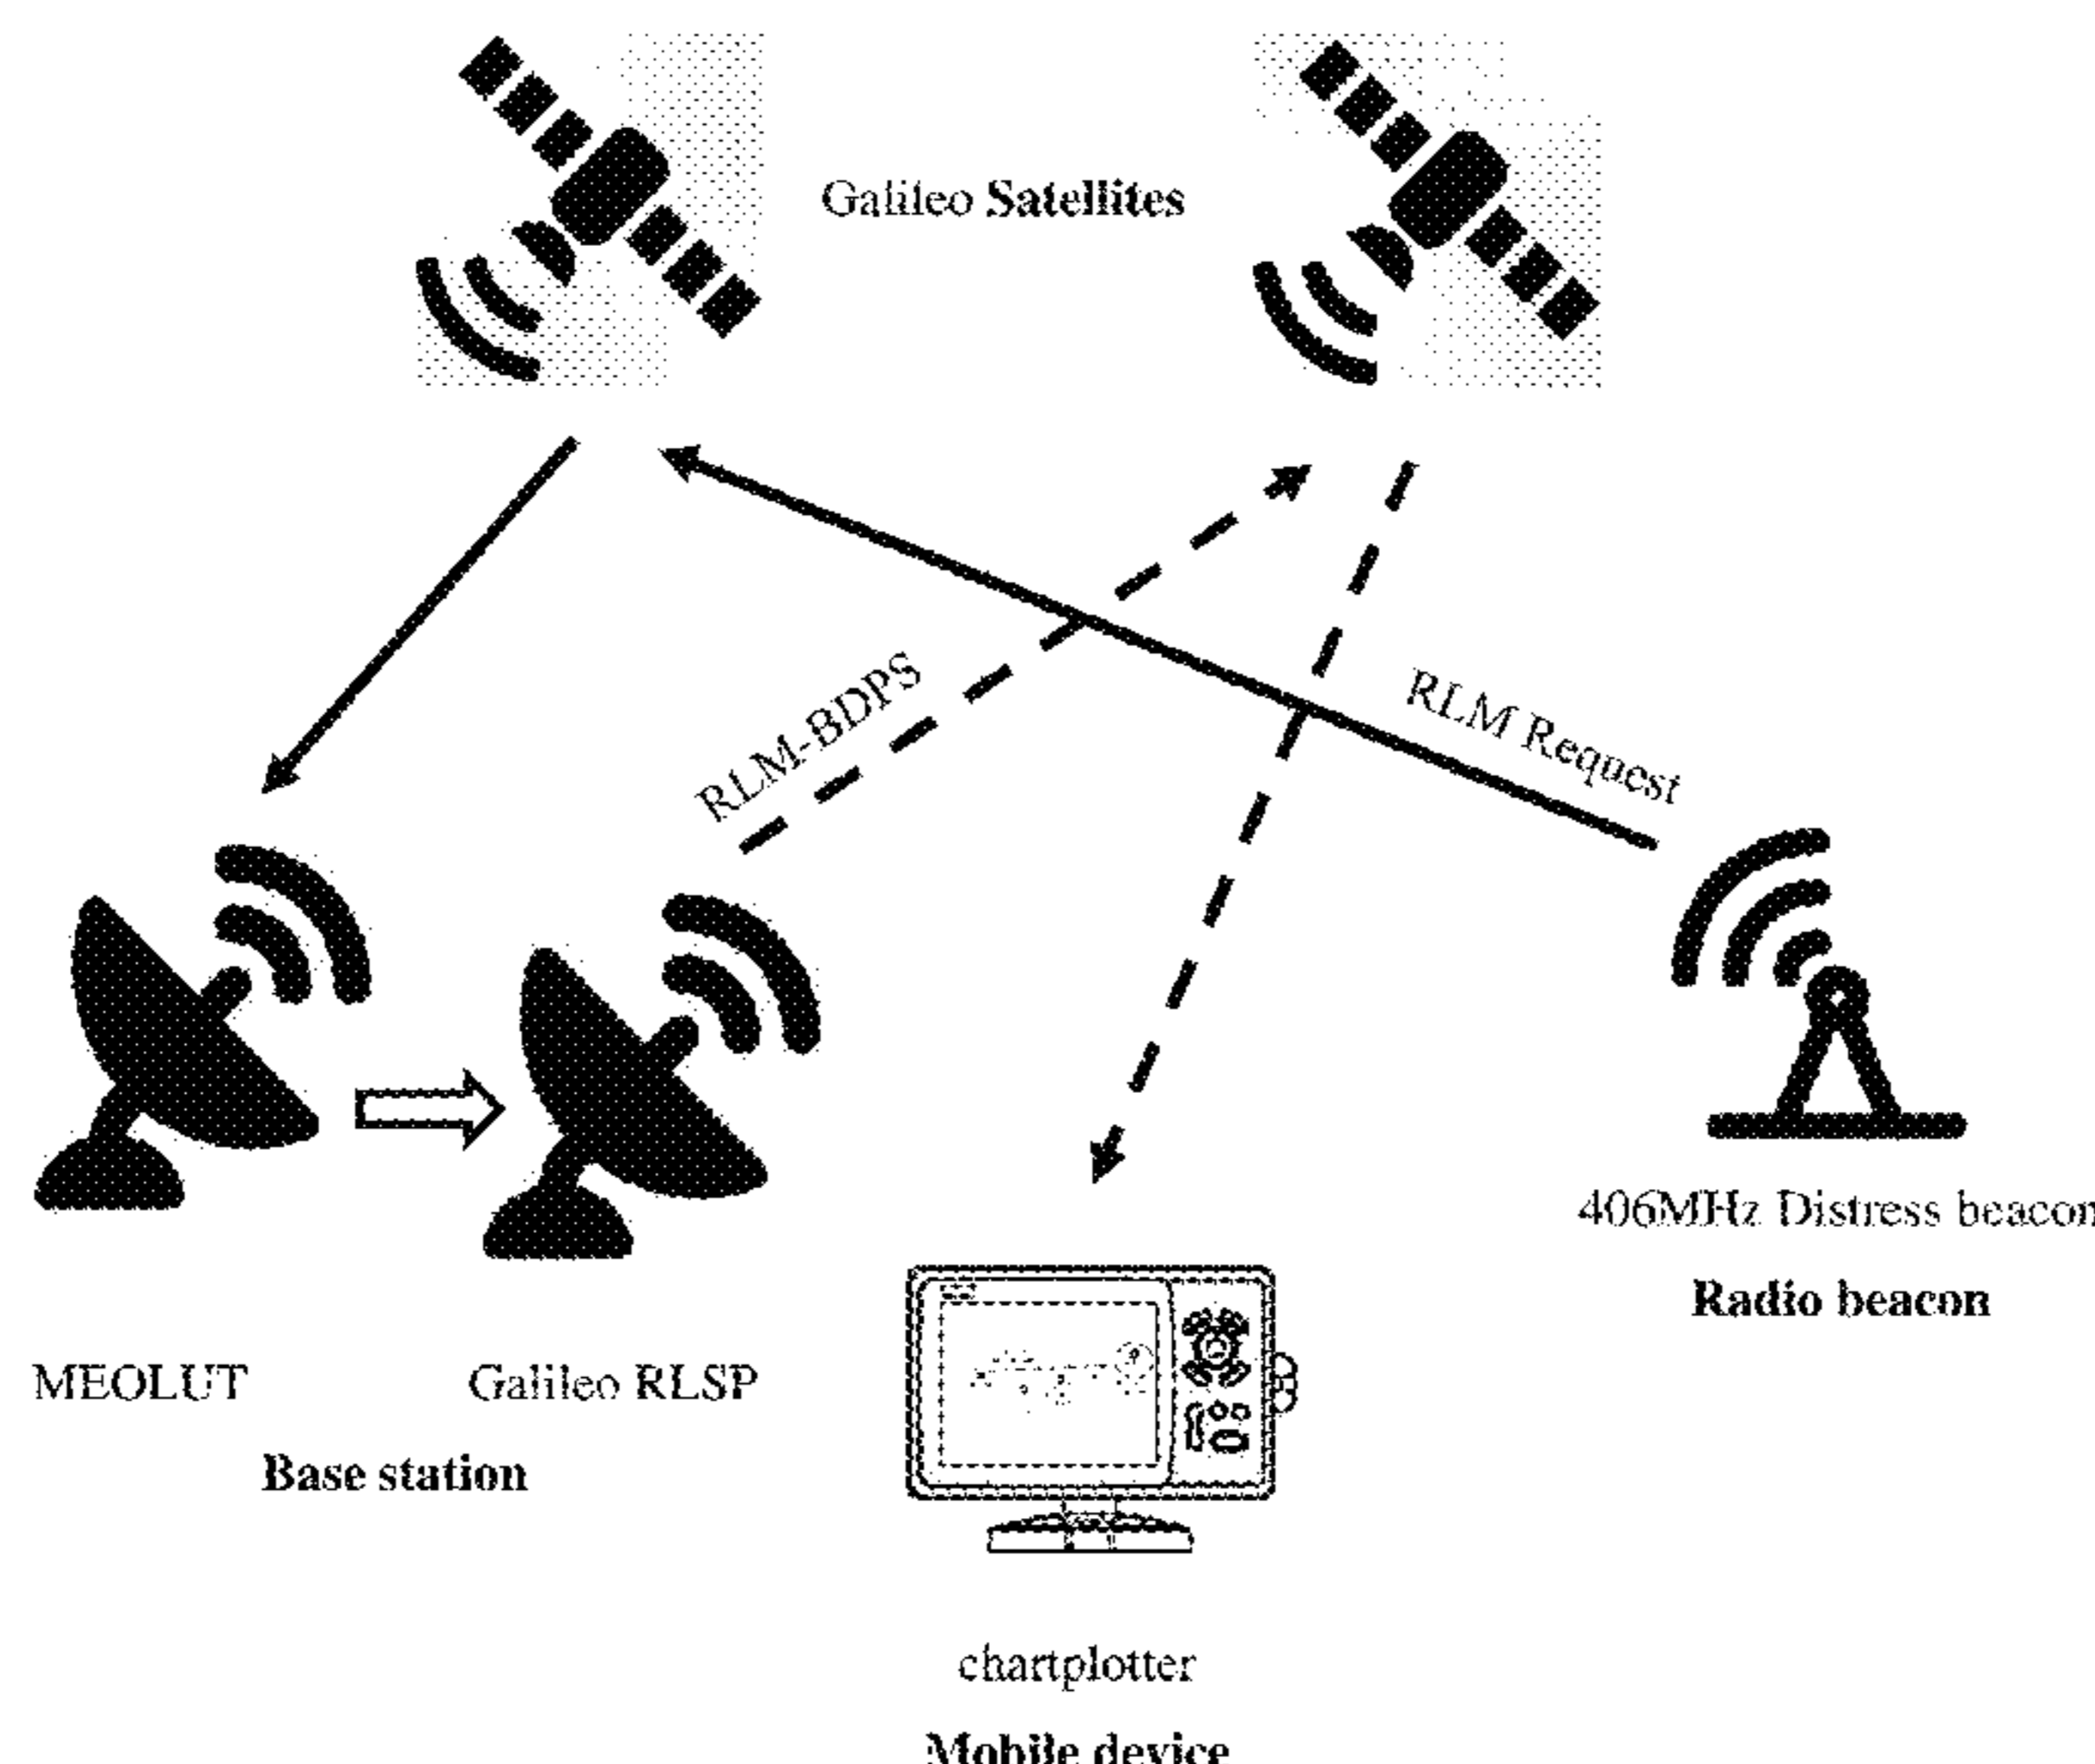 Galileo Satellites
RLM-BDPS
RLM Request
406MHz Distress beacon
Radio beacon
MEOLUT
Galileo RLSP
Base station
chartplotter
Mobile device